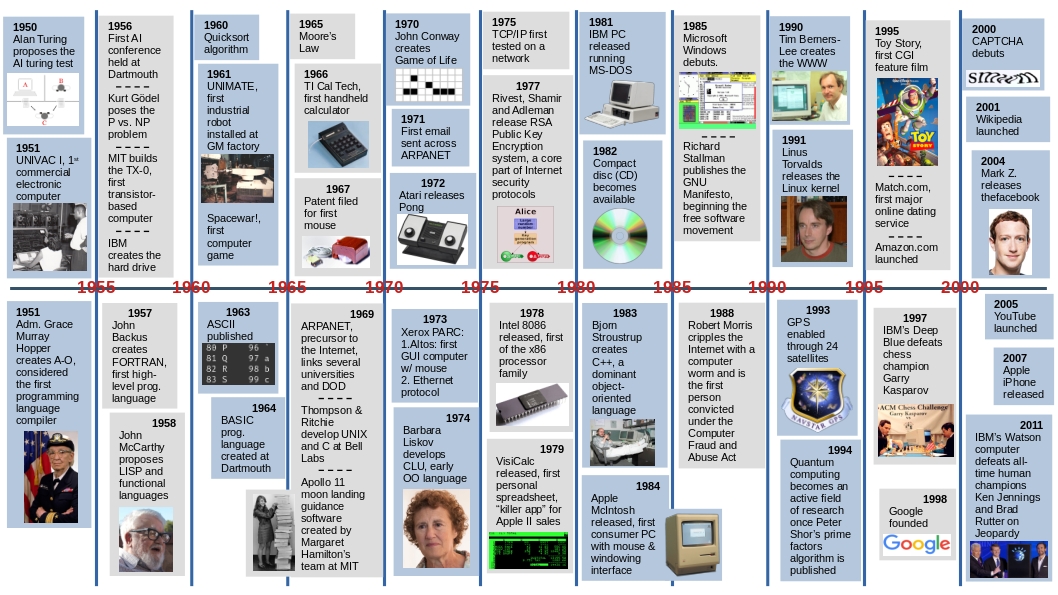 1950
Alan Turing
proposes the
AI turing test
A
B
C
1951
UNIVAC I, 1st
commercial
electronic
computer
1956
First AI
conference
held at
Dartmouth
Kurt Gödel
poses the
P vs. NP
problem
MIT builds
the TX-0,
first
transistor-
based
computer
IBM
creates the
hard drive
1960
Quicksort
algorithm
1961
UNIMATE,
first
industrial
robot
installed at
GM factory
Spacewar!,
first
computer
game
1965
Moore's
Law
1966
TI Cal Tech,
first handheld
calculator
1967
Patent filed
for first
mouse
1970
John Conway
creates
Game of Life
1971
First email
sent across
ARPANET
1972
Atari releases
Pong
1975
TCP/IP first
tested on a
network
1977
Rivest, Shamir
and Adleman
release RSA
Public Key
Encryption
system, a core
part of Internet
security
protocols
Alice
1981
IBM PC
released
running
MS-DOS
1982
Compact
disc (CD)
becomes
available
1985
Microsoft
Windows
debuts.
Richard
Stallman
publishes the
GNU
Manifesto,
beginning the
free software
movement
1990
Tim Berners-
Lee creates
the WWW
1991
Linus
Torvalds
releases the
Linux kernel
1995
Toy Story,
first CGI
feature film
TOY
STORY
Match.com,
first major
online dating
service
Amazon.com
launched
2000
CAPTCHA
debuts
2001
Wikipedia
launched
2004
Mark Z.
releases
thefacebook
1955 1960 1965 1970 1975 1980 1985 1990 1995 2000
1951
Adm. Grace
Murray
Hopper
creates A-O,
considered
the first
programming
language
compiler
1957
John
Backus
creates
FORTRAN,
first high-
level prog.
language
1958
John
McCarthy
proposes
LISP and
functional
languages
1963
ASCII
published
80 P 96 `
81 Q 97 a
82 R 98 b
83 S 99 c
1964
BASIC
prog.
language
created at
Dartmouth
1969
ARPANET,
precursor to
the Internet,
links several
universities
and DOD
Thompson &
Ritchie
develop UNIX
and C at Bell
Labs
Apollo 11
moon landing
guidance
software
created by
Margaret
Hamilton's
team at MIT
1973
Xerox PARC:
1.Altos: first
GUI computer
w/ mouse
2. Ethernet
protocol
1974
Barbara
Liskov
develops
CLU, early
OO language
1978
Intel 8086
released, first
of the x86
processor
family
1979
VisiCalc
released, first
personal
spreadsheet,
“killer app” for
Apple II sales
1983
Bjorn
Stroustrup
creates
C++, a
dominant
object-
oriented
language
1984
Apple
McIntosh
released, first
consumer PC
with mouse &
windowing
interface
1988
Robert Morris
cripples the
Internet with a
computer
worm and is
the first
person
convicted
under the
Computer
Fraud and
Abuse Act
1993
GPS
enabled
through 24
satellites
NAVSTAR GPS
1994
Quantum
computing
becomes an
active field
of research
once Peter
Shor's prime
factors
algorithm is
published
1997
IBM's Deep
Blue defeats
chess
champion
Garry
Kasparov
ACM Chess Challenge
1998
Google
founded
Google
2005
YouTube
launched
2007
Apple
iPhone
released
2011
IBM's Watson
computer
defeats all-
time human
champions
Ken Jennings
and Brad
Rutter on
Jeopardy